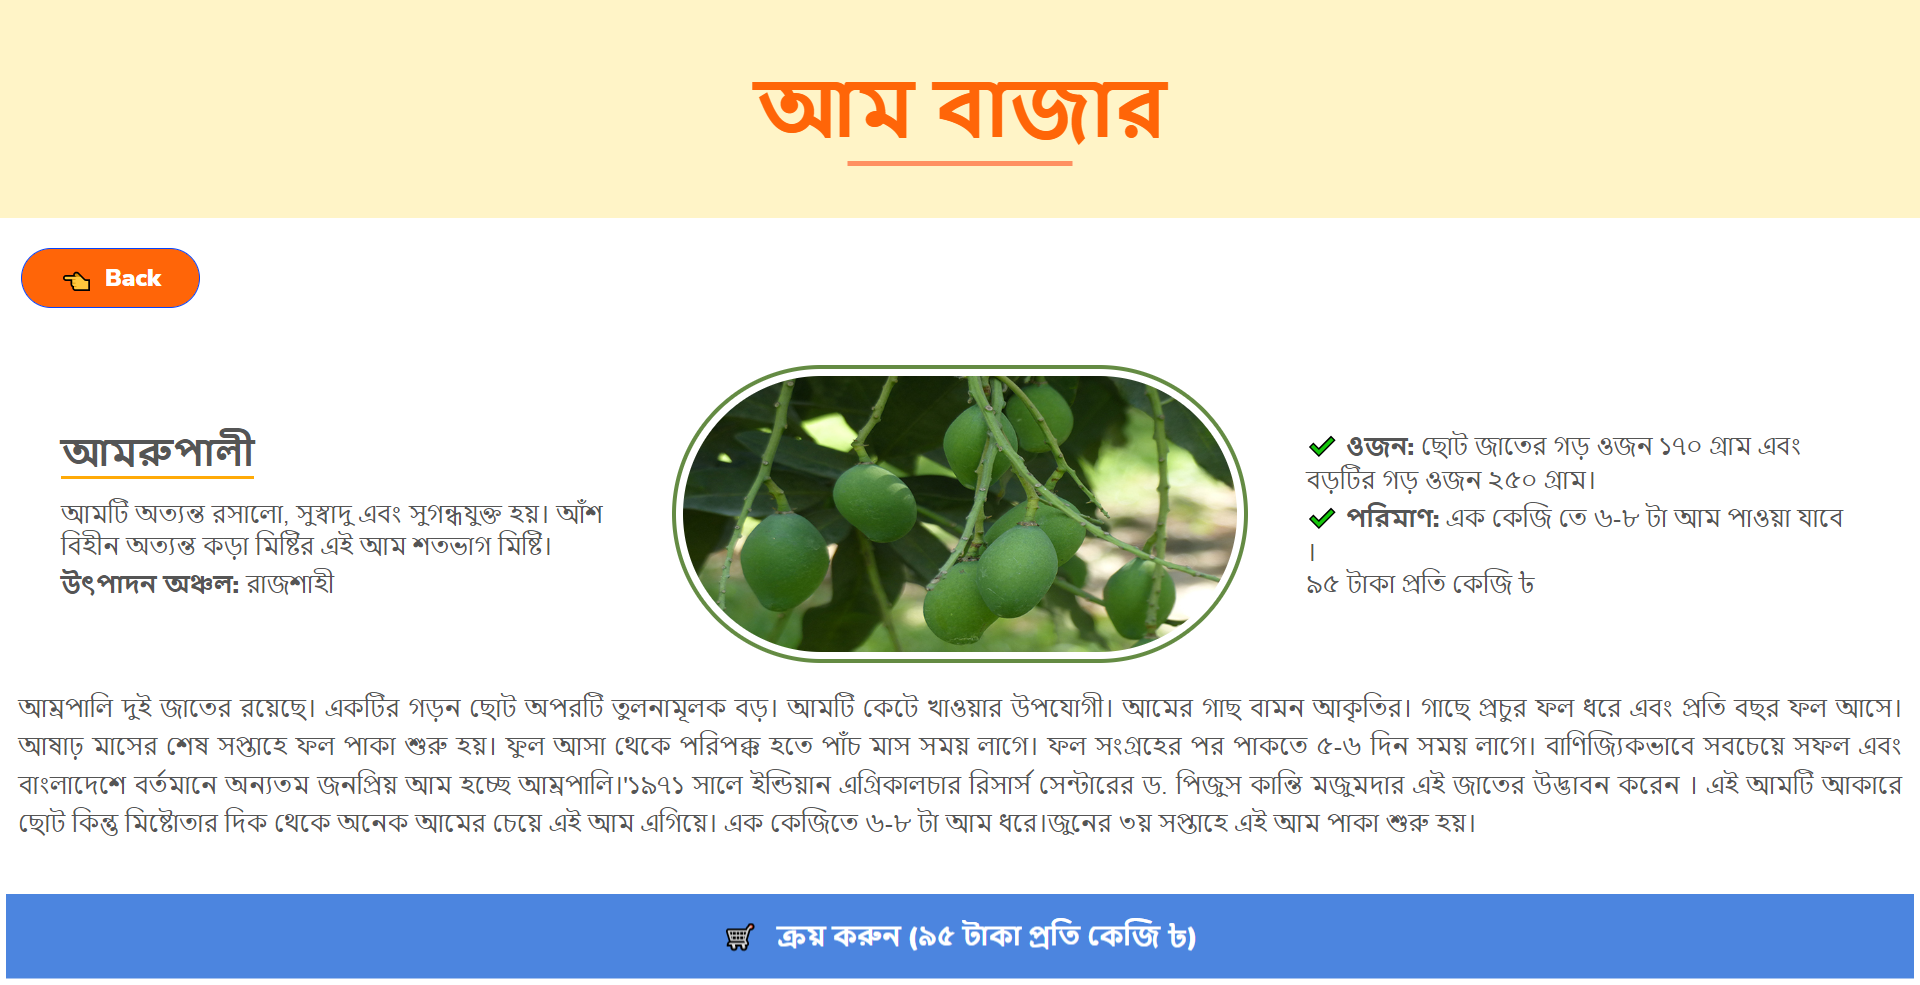 আম বাজার
Back
আমরুপালী
আমটি অত্যন্ত রসালো, সুস্বাদু এবং সুগন্ধযুক্ত হয়। আঁশ
বিহীন অত্যন্ত কড়া মিষ্টির এই আম শতভাগ মিষ্টি।
উৎপাদন অঞ্চল: রাজশাহী
ওজন: ছোট জাতের গড় ওজন ১৭০ গ্রাম এবং
বড়টির গড় ওজন ২৫০ গ্রাম।
পরিমাণ: এক কেজি তে ৬-৮ টা আম পাওয়া যাবে
।
৯৫ টাকা প্রতি কেজি ৳
আম্রপালি দুই জাতের রয়েছে। একটির গড়ন ছোট অপরটি তুলনামূলক বড়। আমটি কেটে খাওয়ার উপযোগী। আমের গাছ বামন আকৃতির। গাছে প্রচুর ফল ধরে এবং প্রতি বছর ফল আসে।
আষাঢ় মাসের শেষ সপ্তাহে ফল পাকা শুরু হয়। ফুল আসা থেকে পরিপক্ক হতে পাঁচ মাস সময় লাগে। ফল সংগ্রহের পর পাকতে ৫-৬ দিন সময় লাগে। বাণিজ্যিকভাবে সবচেয়ে সফল এবং
বাংলাদেশে বর্তমানে অন্যতম জনপ্রিয় আম হচ্ছে আম্রপালি।'১৯৭১ সালে ইন্ডিয়ান এগ্রিকালচার রিসার্স সেন্টারের ড. পিজুস কান্তি মজুমদার এই জাতের উদ্ভাবন করেন । এই আমটি আকারে
ছোট কিন্তু মিষ্টোতার দিক থেকে অনেক আমের চেয়ে এই আম এগিয়ে। এক কেজিতে ৬-৮ টা আম ধরে।জুনের ৩য় সপ্তাহে এই আম পাকা শুরু হয়।
ক্রয় করুন (৯৫ টাকা প্রতি কেজি ৳)